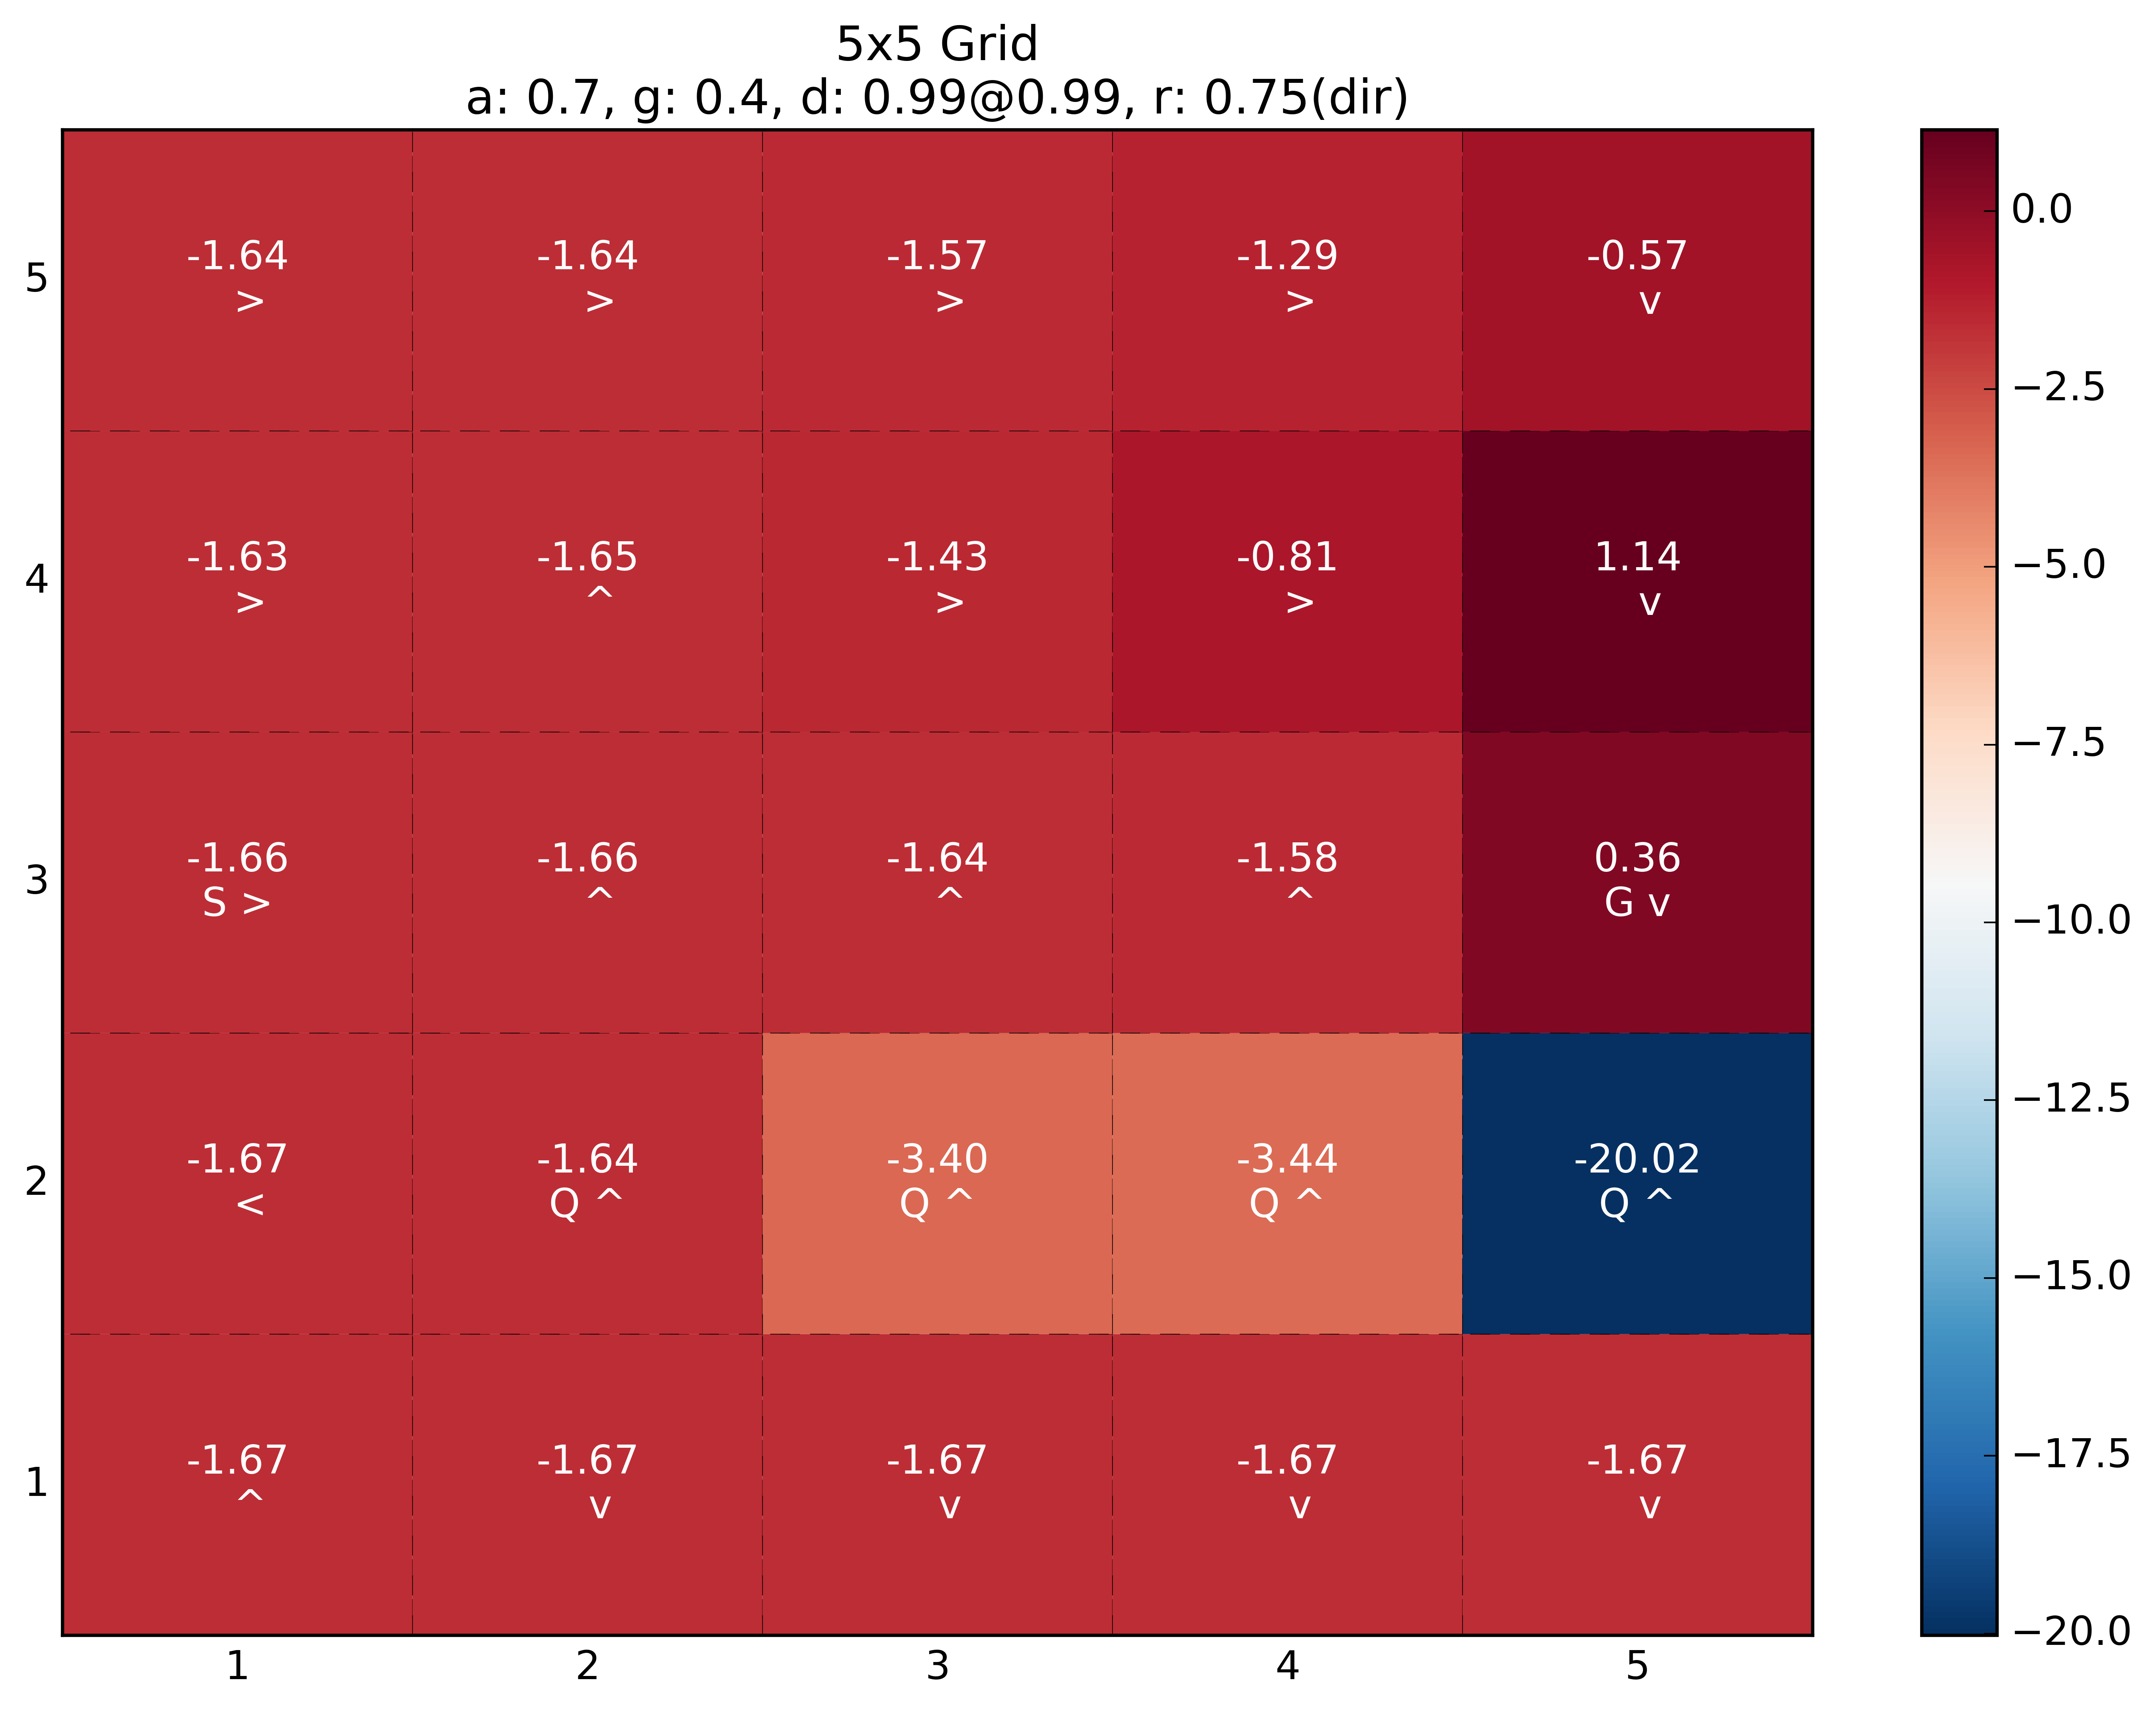 5x5 Grid
a: 0.7, g: 0.4, d: 0.99@0.99, r: 0.75(dir)
5 -1.64 -1.64 -1.57 -1.29 -0.57
> > > > v
4 -1.63 -1.65 -1.43 -0.81 1.14
> ^ > > v
3 -1.66 -1.66 -1.64 -1.58 0.36
S > ^ ^ ^ G v
2 -1.67 -1.64 -3.40 -3.44 -20.02
< Q ^ Q ^ Q ^ Q ^
1 -1.67 -1.67 -1.67 -1.67 -1.67
^ v v v v
1 2 3 4 5
0.0
−2.5
−5.0
−7.5
−10.0
−12.5
−15.0
−17.5
−20.0